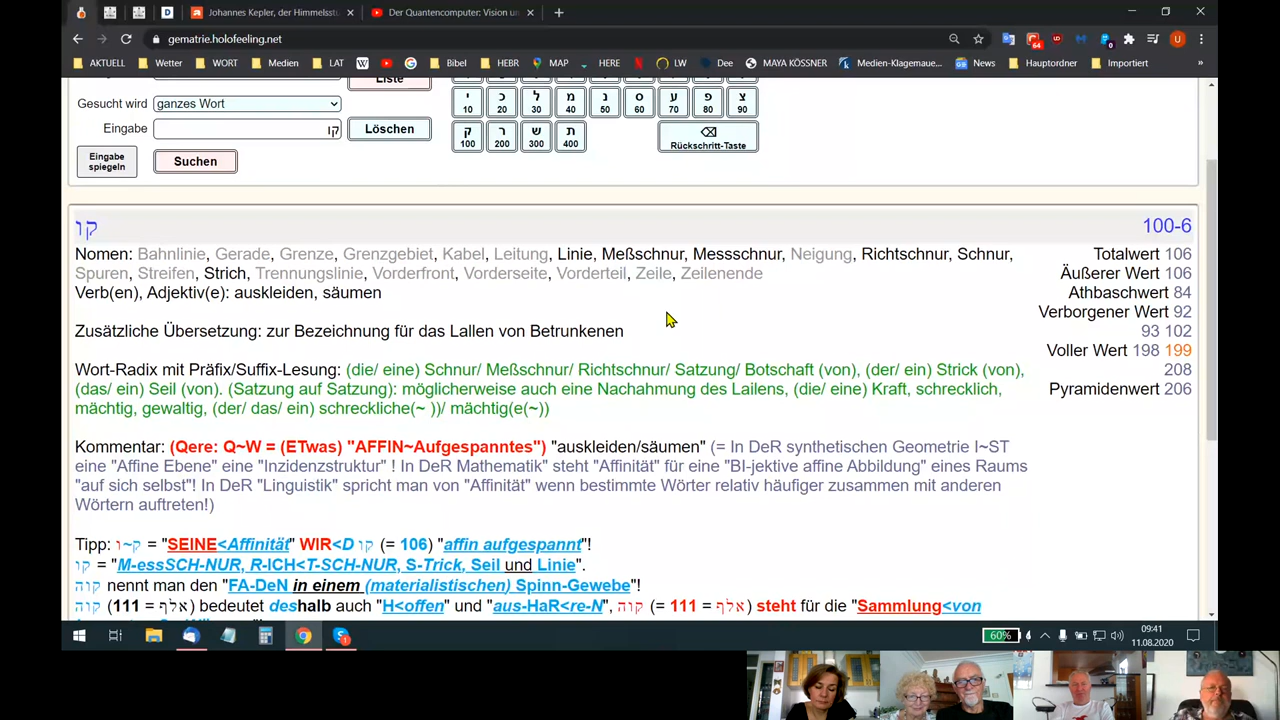 Johannes Kepler, der Himmelsstü
Der Quantencomputer: Vision un
gematrie.holofeeling.net
64
0
U
AKTUELL Wetter WORT Medien LAT Bibel HEBR MAP HERE LW Dee MAYA KÖSSNER Medien-Klagemaue... News Hauptordner Importiert »
Liste
Gesucht wird ganzes Wort
Eingabe קו Löschen
Eingabe spiegeln
Suchen
י כ ל מ נ ס ע פ צ
10 20 30 40 50 60 70 80 90
ק ר ש ת
100 200 300 400 Rückschritt-Taste
קו 100-6
Nomen: Bahnlinie, Gerade, Grenze, Grenzgebiet, Kabel, Leitung, Linie, Meßschnur, Messschnur, Neigung, Richtschnur, Schnur,
Spuren, Streifen, Strich, Trennungslinie, Vorderfront, Vorderseite, Vorderteil, Zeile, Zeilenende
Verb(en), Adjektiv(e): auskleiden, säumen
Totalwert 106
Äußerer Wert 106
Athbaschwert 84
Verborgener Wert 92
93 102
Voller Wert 198 199
208
Pyramidenwert 206
Zusätzliche Übersetzung: zur Bezeichnung für das Lallen von Betrunkenen
Wort-Radix mit Präfix/Suffix-Lesung: (die/ eine) Schnur/ Meßschnur/ Richtschnur/ Satzung/ Botschaft (von), (der/ ein) Strick (von),
(das/ ein) Seil (von). (Satzung auf Satzung): möglicherweise auch eine Nachahmung des Lailens, (die/ eine) Kraft, schrecklich,
mächtig, gewaltig, (der/ das/ ein) schreckliche(~ ))/ mächtig(e(~))
Kommentar: (Qere: Q~W = (ETwas) "AFFIN~Aufgespanntes") "auskleiden/säumen" (= In DeR synthetischen Geometrie I~ST
eine "Affine Ebene" eine "Inzidenzstruktur" ! In DeR Mathematik" steht "Affinität" für eine "BI-jektive affine Abbildung" eines Raums
"auf sich selbst"! In DeR "Linguistik" spricht man von "Affinität" wenn bestimmte Wörter relativ häufiger zusammen mit anderen
Wörtern auftreten!)
Tipp: ק~ו = "SEINE<Affinität" WIR<D קו (= 106) "affin aufgespannt"!
קו = "M-essSCH-NUR, R-ICH<T-SCH-NUR, S-Trick, Seil und Linie".
קוה nennt man den "FA-DeN in einem (materialistischen) Spinn-Gewebe"!
קוה (111 = אלף) bedeutet deshalb auch "H<offen" und "aus-HaR<re-N", קוה (= 111 = אלף) steht für die "Sammlung<von
60%
09:41
11.08.2020